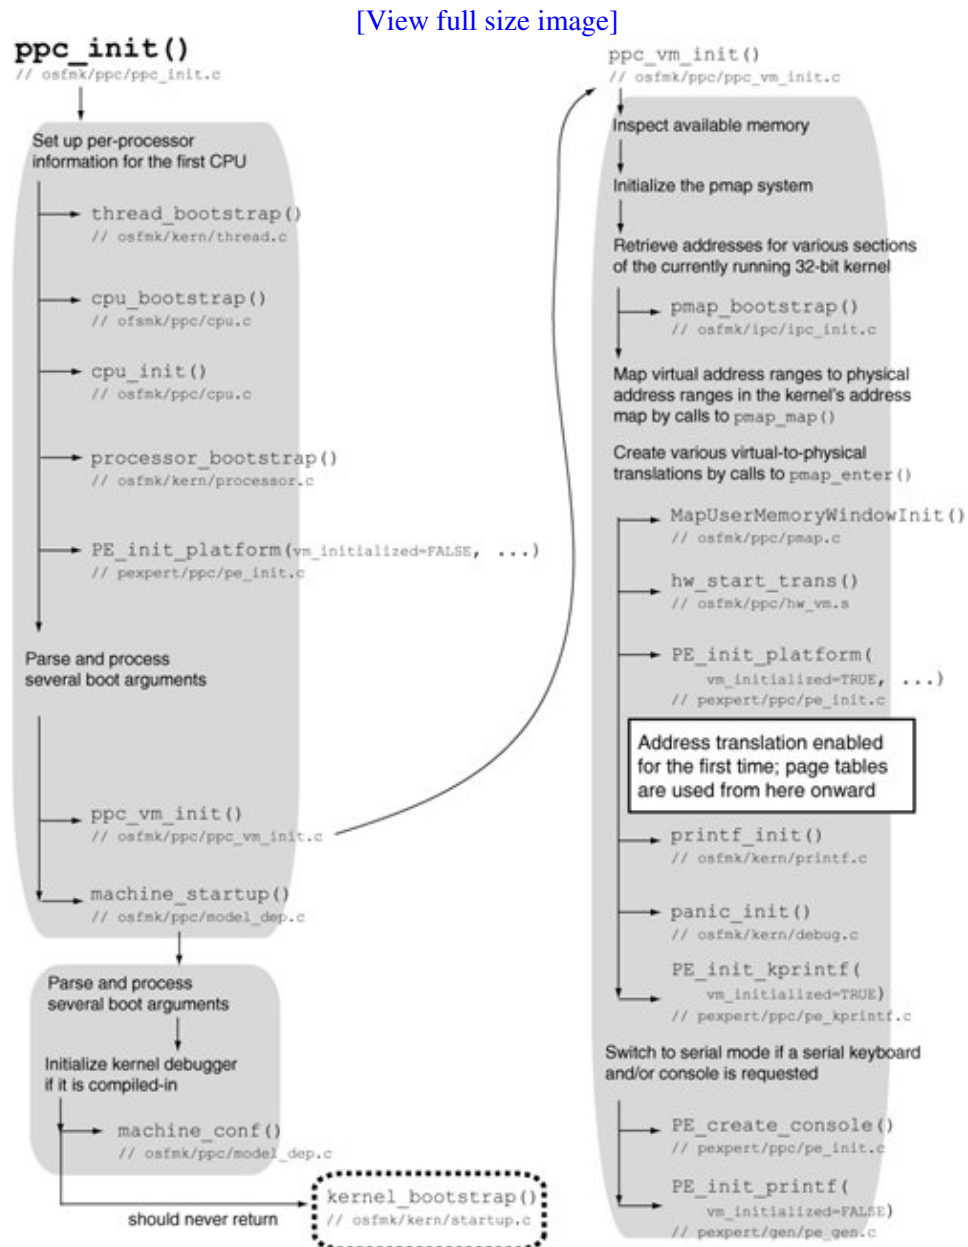 [View full size image]
ppc_init()
// osfmk/ppc/ppc_init.c
Set up per-processor
information for the first CPU
thread_bootstrap()
// osfmk/kern/thread.c
cpu_bootstrap()
// ofsmk/ppc/cpu.c
cpu_init()
// osfmk/ppc/cpu.c
processor_bootstrap()
// osfmk/kern/processor.c
PE_init_platform(vm_initialized=FALSE, ...)
// pexpert/ppc/pe_init.c
Parse and process
several boot arguments
ppc_vm_init()
// osfmk/ppc/ppc_vm_init.c
machine_startup()
// osfmk/ppc/model_dep.c
Parse and process
several boot arguments
Initialize kernel debugger
if it is compiled-in
machine_conf()
// osfmk/ppc/model_dep.c
should never return
kernel_bootstrap()
// osfmk/kern/startup.c
ppc_vm_init()
// osfmk/ppc/ppc_vm_init.c
Inspect available memory
Initialize the pmap system
Retrieve addresses for various sections
of the currently running 32-bit kernel
pmap_bootstrap()
// osfmk/ipc/ipc_init.c
Map virtual address ranges to physical
address ranges in the kernel's address
map by calls to pmap_map()
Create various virtual-to-physical
translations by calls to pmap_enter()
MapUserMemoryWindowInit()
// osfmk/ppc/pmap.c
hw_start_trans()
// osfmk/ppc/hw_vm.s
PE_init_platform(
vm_initialized=TRUE, ...)
// pexpert/ppc/pe_init.c
Address translation enabled
for the first time; page tables
are used from here onward
printf_init()
// osfmk/kern/printf.c
panic_init()
// osfmk/kern/debug.c
PE_init_kprintf(
vm_initialized=TRUE)
// pexpert/ppc/pe_kprintf.c
Switch to serial mode if a serial keyboard
and/or console is requested
PE_create_console()
// pexpert/ppc/pe_init.c
PE_init_printf(
vm_initialized=FALSE)
// pexpert/gen/pe_gen.c